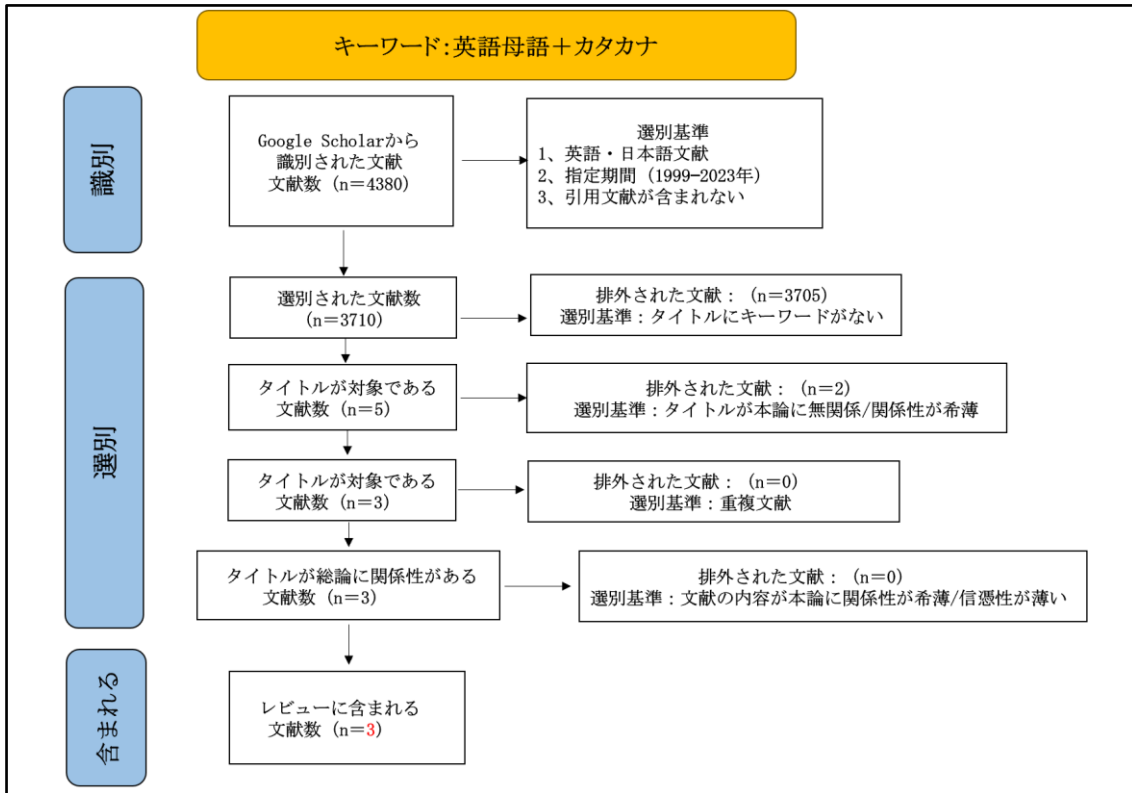 キーワード：英語母語＋カタカナ
識別
Google Scholarから
識別された文献
文献数 (n＝4380)
選別基準
1、英語・日本語文献
2、指定期間 (1999−2023年)
3、引用文献が含まれない
選別
選別された文献数
(n＝3710)
排外された文献： (n＝3705)
選別基準：タイトルにキーワードがない
タイトルが対象である
文献数 (n＝5)
排外された文献： (n＝2)
選別基準：タイトルが本論に無関係/関係性が希薄
タイトルが対象である
文献数 (n＝3)
排外された文献： (n＝0)
選別基準：重複文献
タイトルが総論に関係性がある
文献数 (n＝3)
排外された文献： (n＝0)
選別基準：文献の内容が本論に関係性が希薄/信憑性が薄い
含まれる
レビューに含まれる
文献数 (n＝3)